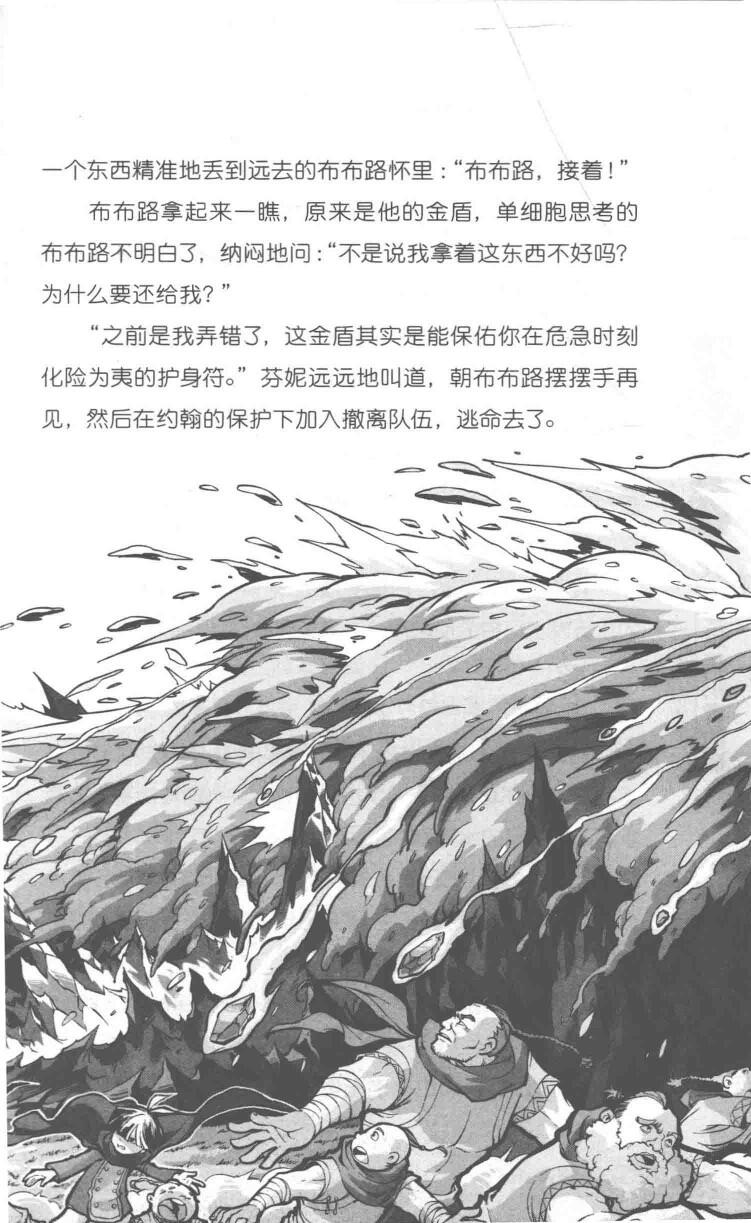 一个东西精准地丢到远去的布布路怀里：“布布路，接着！”
布布路拿起来一瞧，原来是他的金盾，单细胞思考的
布布路不明白了，纳闷地问：“不是说我拿着这东西不好吗？
为什么要还给我？”
“之前是我弄错了，这金盾其实是能保佑你在危急时刻
化险为夷的护身符。”芬妮远远地叫道，朝布布路摆摆手再
见，然后在约翰的保护下加入撤离队伍，逃命去了。